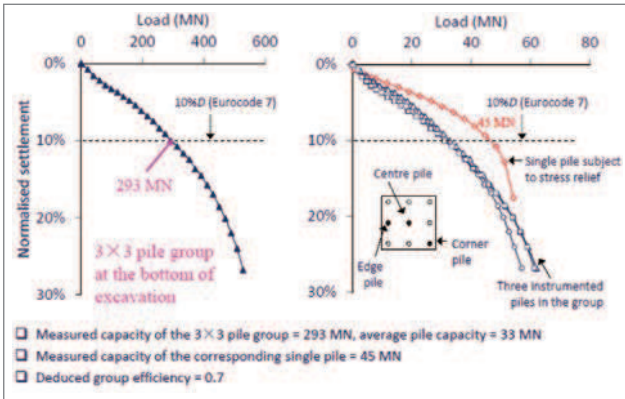 Load (MN)
0 200 400 600
0%
10%
20%
30%
Normalised settlement
10%D (Eurocode 7)
293 MN
3×3 pile group
at the bottom of
excavation
Load (MN)
0 20 40 60 80
0%
10%
20%
30%
10%D (Eurocode 7)
45 MN
Single pile subject
to stress relief
Centre pile
Edge
pile
Corner
pile
Three instrumented
piles in the group
Measured capacity of the 3×3 pile group = 293 MN, average pile capacity = 33 MN
Measured capacity of the corresponding single pile = 45 MN
Deduced group efficiency = 0.7